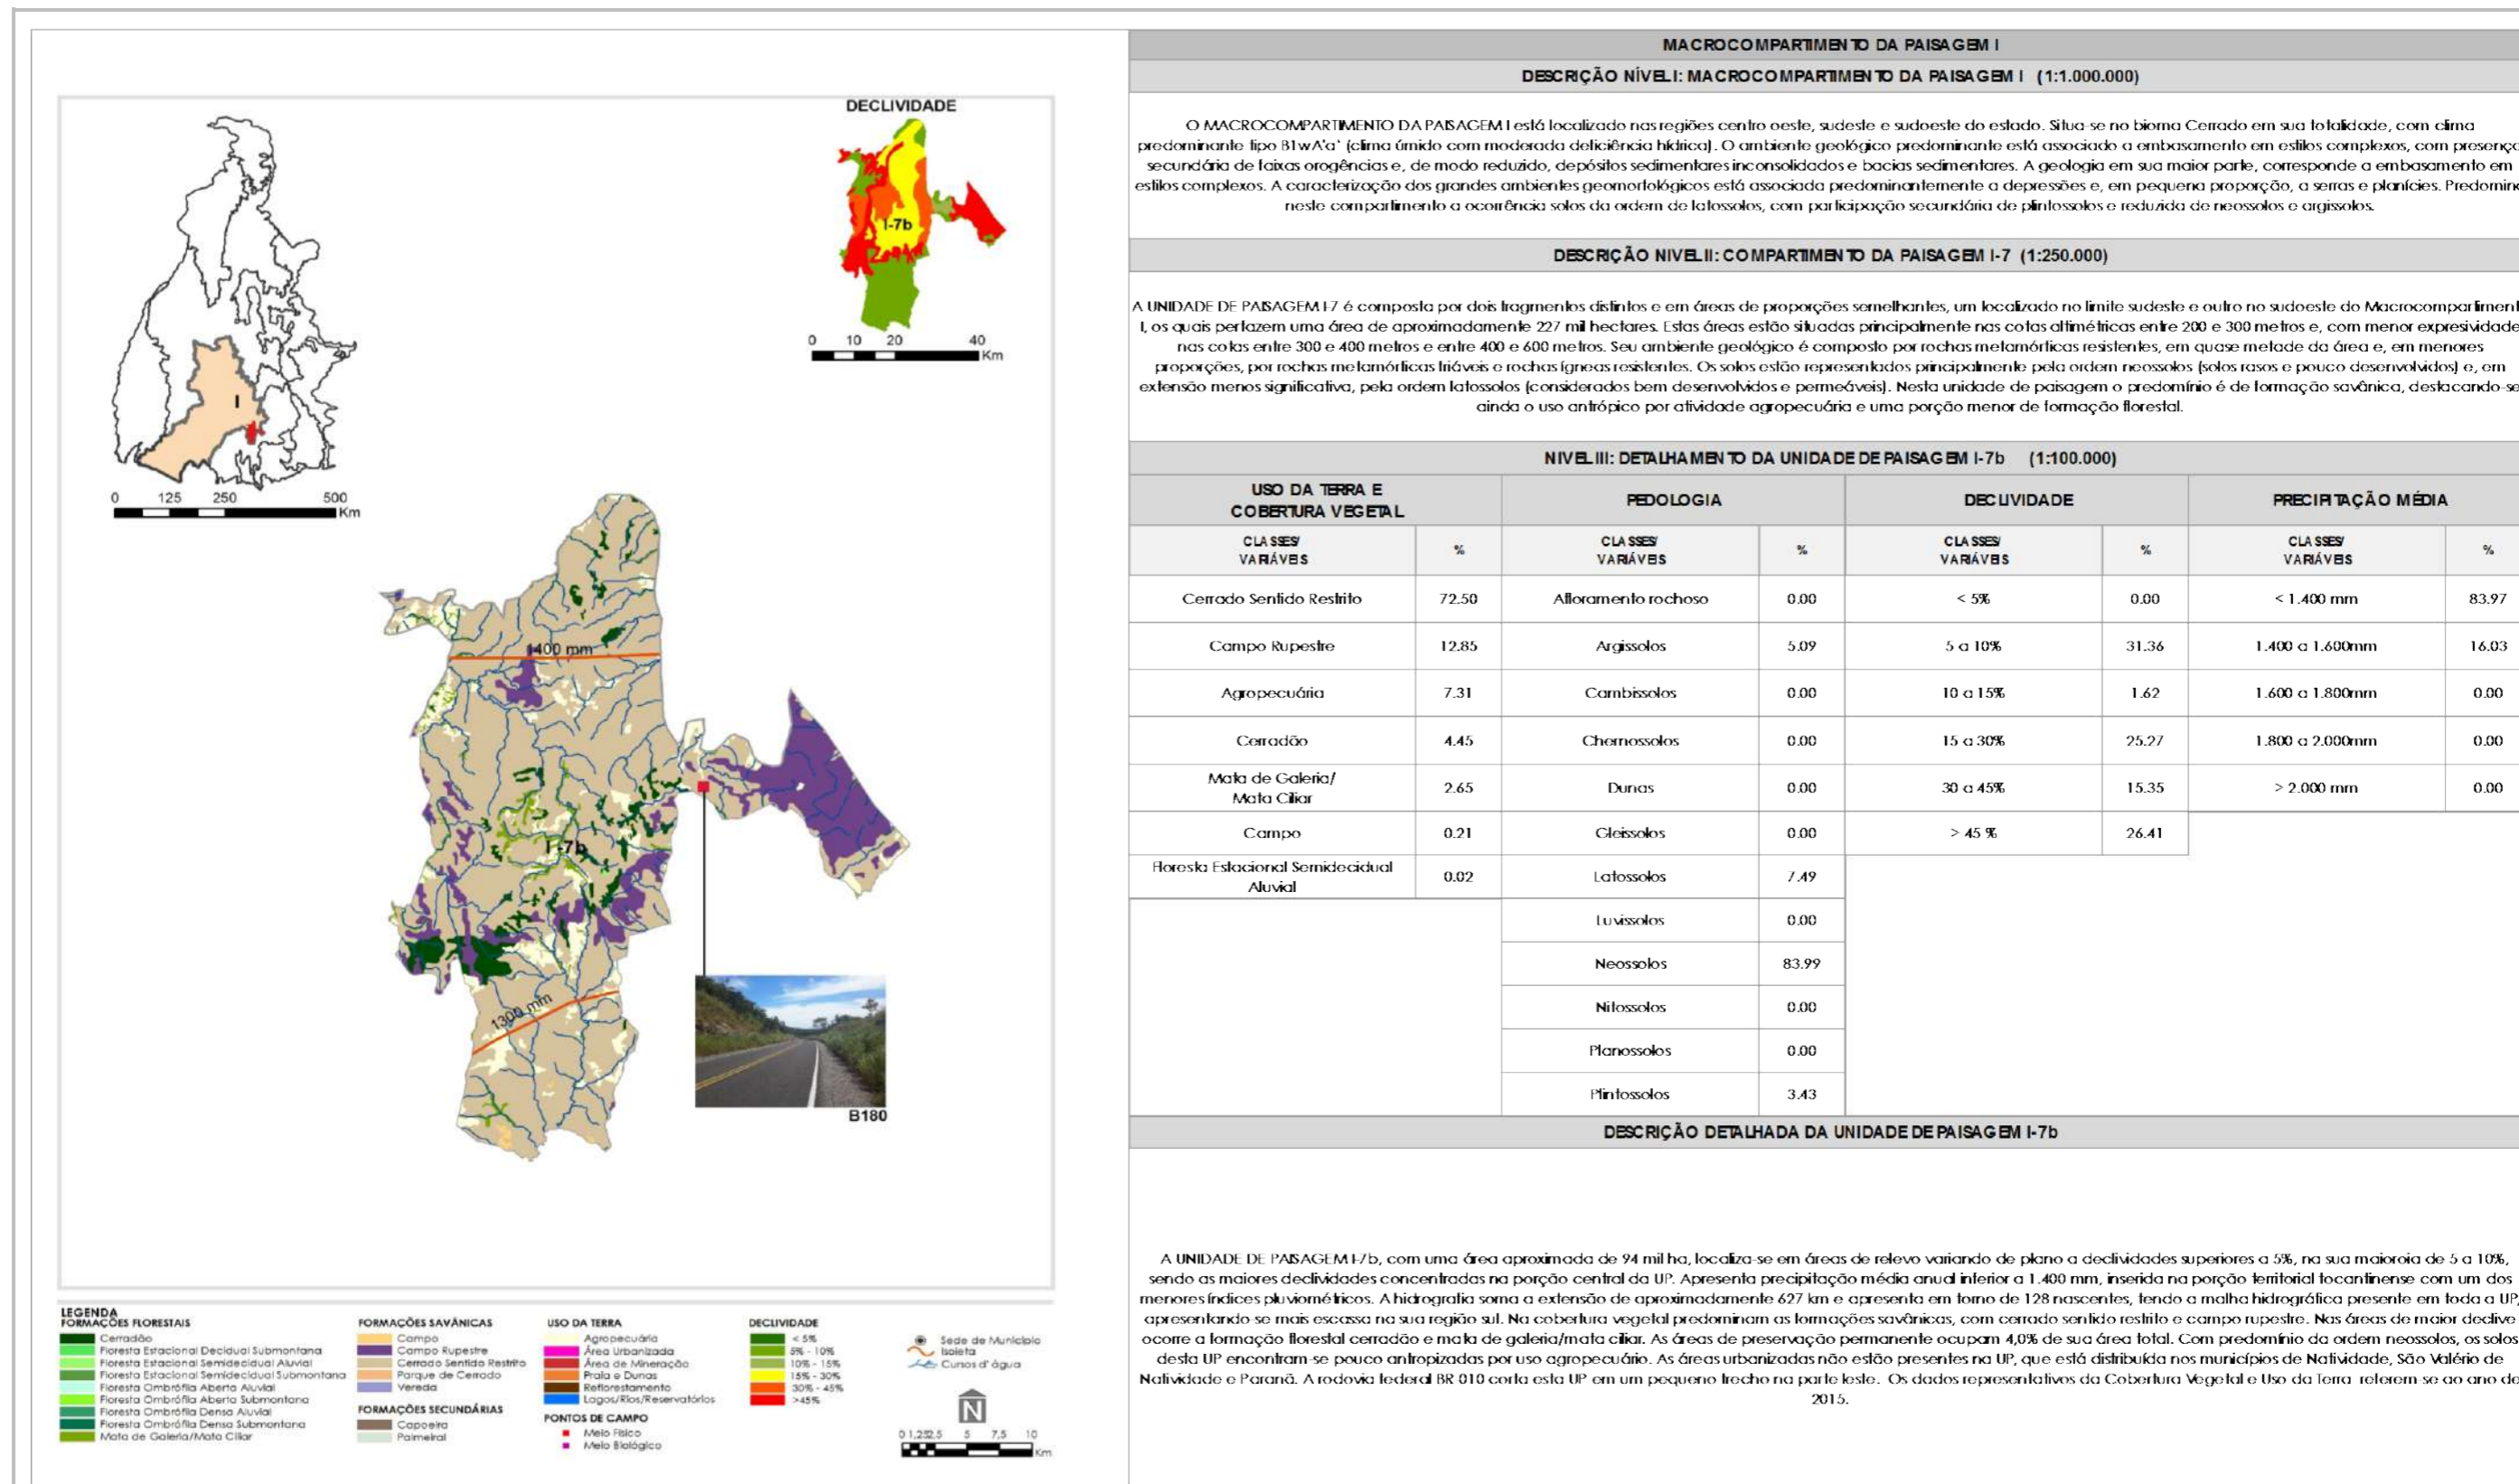 DECLIVIDADE
I-7b
0 10 20 40
Km
I
0 125 250 500
Km
1400 mm
I-7b
1300 mm
B180
LEGENDA
FORMAÇÕES FLORESTAIS
Cerradão
Floresta Estacional Decidual Submontana
Floresta Estacional Semidecidual Aluvial
Floresta Estacional Semidecidual Submontana
Floresta Ombrófila Aberta Aluvial
Floresta Ombrófila Aberta Submontana
Floresta Ombrófila Densa Aluvial
Floresta Ombrófila Densa Submontana
Mata de Galeria/Mata Ciliar
FORMAÇÕES SAVÂNICAS
Campo
Campo Rupestre
Cerrado Sentido Restrito
Parque de Cerrado
Vereda
FORMAÇÕES SECUNDÁRIAS
Capoeira
Palmeiral
USO DA TERRA
Agropecuária
Área Urbanizada
Área de Mineração
Praia e Dunas
Reflorestamento
Lagos/Rios/Reservatórios
PONTOS DE CAMPO
Meio Físico
Meio Biológico
DECLIVIDADE
< 5%
5% - 10%
10% - 15%
15% - 30%
30% - 45%
>45%
Sede de Município
Isoieta
Cursos d' água
N
0 1,25 2,5 5 7,5 10
Km
MACROCOMPARTIMENTO DA PAISAGEM I
DESCRIÇÃO NÍVEL I: MACROCOMPARTIMENTO DA PAISAGEM I (1:1.000.000)
O MACROCOMPARTIMENTO DA PAISAGEM I está localizado nas regiões centro oeste, sudeste e sudoeste do estado. Situa-se no bioma Cerrado em sua totalidade, com clima
predominante tipo B1wA'a' (clima úmido com moderada deficiência hídrica). O ambiente geológico predominante está associado a embasamento em estilos complexos, com presença
secundária de faixas orogências e, de modo reduzido, depósitos sedimentares inconsolidados e bacias sedimentares. A geologia em sua maior parte, corresponde a embasamento em
estilos complexos. A caracterização dos grandes ambientes geomorfológicos está associada predominantemente a depressões e, em pequena proporção, a serras e planícies. Predomina
neste compartimento a ocorrência solos da ordem de latossolos, com participação secundária de plintossolos e reduzida de neossolos e argissolos.
DESCRIÇÃO NIVEL II: COMPARTIMENTO DA PAISAGEM I-7 (1:250.000)
A UNIDADE DE PAISAGEM I-7 é composta por dois fragmentos distintos e em áreas de proporções semelhantes, um localizado no limite sudeste e outro no sudoeste do Macrocompartiment
I, os quais perfazem uma área de aproximadamente 227 mil hectares. Estas áreas estão situadas principalmente nas cotas altimétricas entre 200 e 300 metros e, com menor expresividade
nas cotas entre 300 e 400 metros e entre 400 e 600 metros. Seu ambiente geológico é composto por rochas metamórficas resistentes, em quase metade da área e, em menores
proporções, por rochas metamórficas friáveis e rochas ígneas resistentes. Os solos estão representados principalmente pela ordem neossolos (solos rasos e pouco desenvolvidos) e, em
extensão menos significativa, pela ordem latossolos (considerados bem desenvolvidos e permeáveis). Nesta unidade de paisagem o predomínio é de formação savânica, destacando-se
ainda o uso antrópico por atividade agropecuária e uma porção menor de formação florestal.
NIVEL III: DETALHAMENTO DA UNIDADE DE PAISAGEM I-7b (1:100.000)
USO DA TERRA E
COBERTURA VEGETAL
PEDOLOGIA
DECLIVIDADE
PRECIPITAÇÃO MÉDIA
CLASSES/
VARIÁVEIS
%
CLASSES/
VARIÁVEIS
%
CLASSES/
VARIÁVEIS
%
CLASSES/
VARIÁVEIS
%
Cerrado Sentido Restrito 72.50 Afloramento rochoso 0.00 < 5% 0.00 < 1.400 mm 83.97
Campo Rupestre 12.85 Argissolos 5.09 5 a 10% 31.36 1.400 a 1.600mm 16.03
Agropecuária 7.31 Cambissolos 0.00 10 a 15% 1.62 1.600 a 1.800mm 0.00
Cerradão 4.45 Chernossolos 0.00 15 a 30% 25.27 1.800 a 2.000mm 0.00
Mata de Galeria/
Mata Ciliar 2.65 Dunas 0.00 30 a 45% 15.35 > 2.000 mm 0.00
Campo 0.21 Gleissolos 0.00 > 45 % 26.41
Floresta Estacional Semidecidual
Aluvial 0.02 Latossolos 7.49
Luvissolos 0.00
Neossolos 83.99
Nitossolos 0.00
Planossolos 0.00
Plintossolos 3.43
DESCRIÇÃO DETALHADA DA UNIDADE DE PAISAGEM I-7b
A UNIDADE DE PAISAGEM I-7b, com uma área aproximada de 94 mil ha, localiza-se em áreas de relevo variando de plano a declividades superiores a 5%, na sua maioroia de 5 a 10%,
sendo as maiores declividades concentradas na porção central da UP. Apresenta precipitação média anual inferior a 1.400 mm, inserida na porção territorial tocantinense com um dos
menores índices pluviométricos. A hidrografia soma a extensão de aproximadamente 627 km e apresenta em torno de 128 nascentes, tendo a malha hidrográfica presente em toda a UP,
apresentando-se mais escassa na sua região sul. Na cobertura vegetal predominam as formações savânicas, com cerrado sentido restrito e campo rupestre. Nas áreas de maior declive
ocorre a formação florestal cerradão e mata de galeria/mata ciliar. As áreas de preservação permanente ocupam 4,0% de sua área total. Com predomínio da ordem neossolos, os solos
desta UP encontram-se pouco antropizadas por uso agropecuário. As áreas urbanizadas não estão presentes na UP, que está distribuída nos municípios de Natividade, São Valério de
Natividade e Paranã. A rodovia federal BR-010 corta esta UP em um pequeno trecho na parte leste. Os dados representativos da Cobertura Vegetal e Uso da Terra referem-se ao ano de
2015.